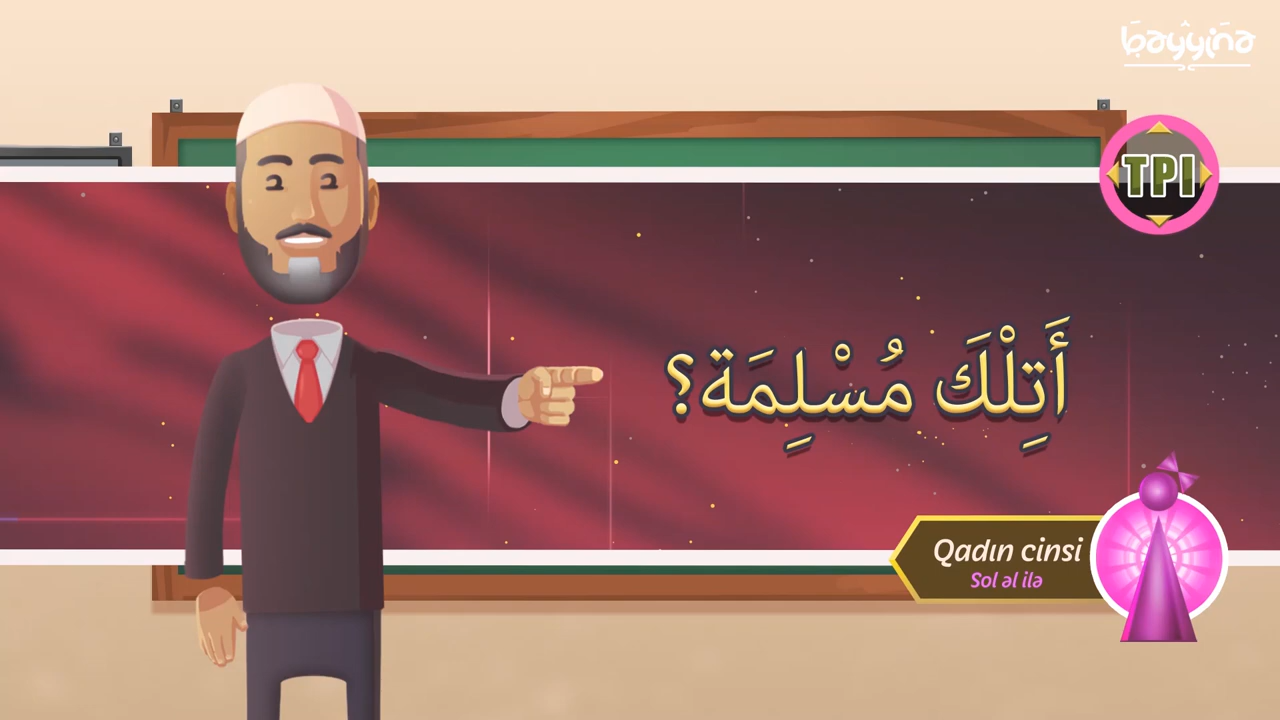 bayyina
TPI
أَتِلْكَ مُسْلِمَة؟
Qadın cinsi
Sol əl ilə